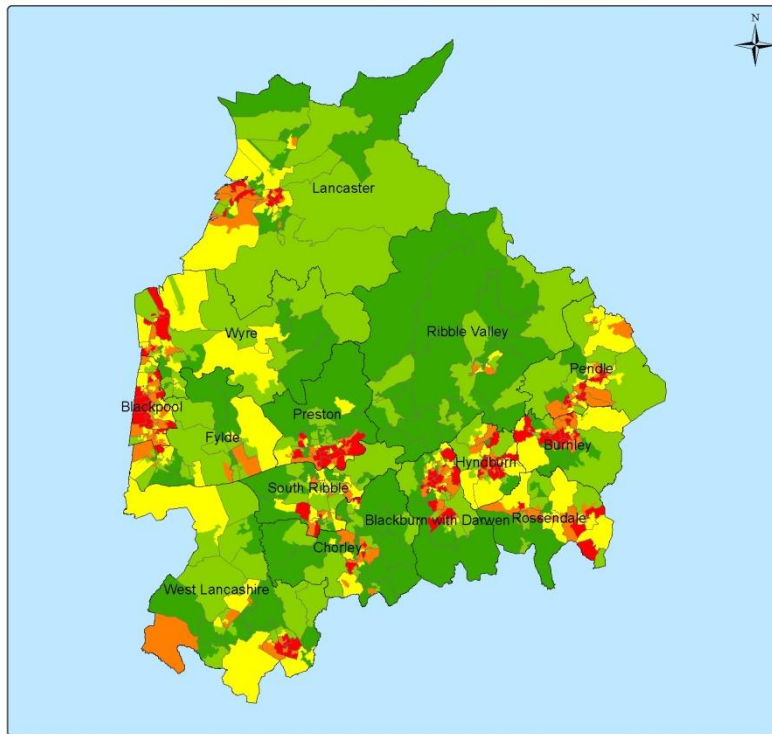 N
Lancaster
Wyre
Ribble Valley
Pendle
Blackpool
Preston
Fylde
Burnley
Hyndburn
South Ribble
Blackburn with Darwen
Rossendale
Chorley
West Lancashire